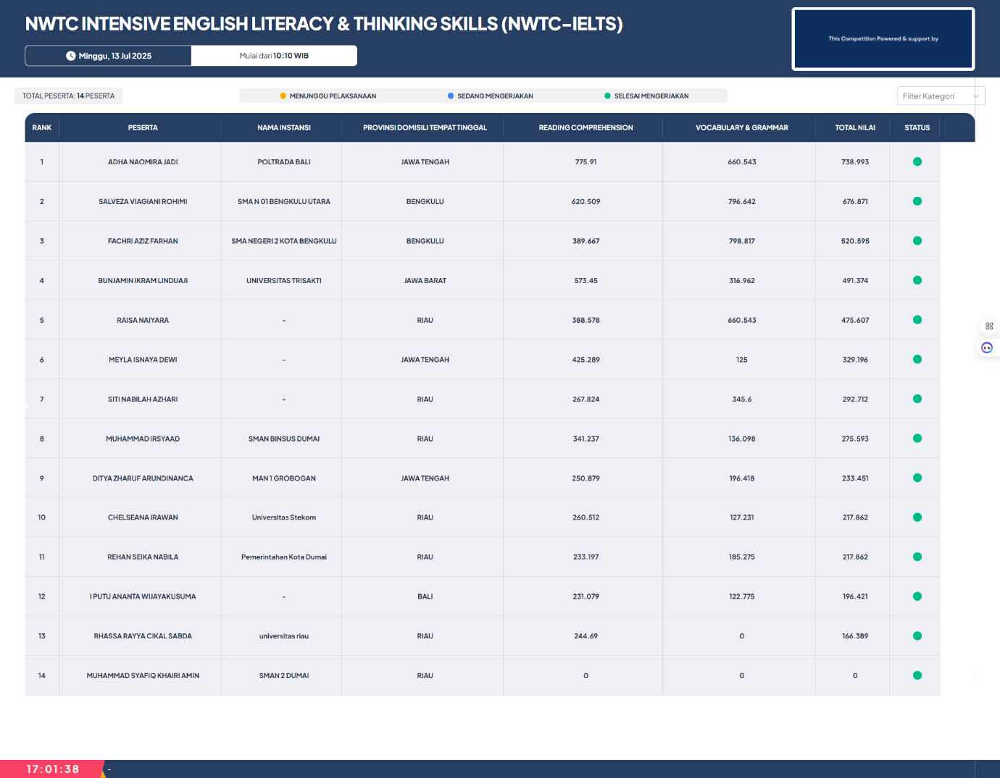 NWTC INTENSIVE ENGLISH LITERACY & THINKING SKILLS (NWTC-IELTS)
This Competition Powered & support by
Minggu, 13 Jul 2025 Mulai dari 10:10 WIB
TOTAL PESERTA: 14 PESERTA MENUNGGU PELAKSANAAN SEDANG MENGERJAKAN SELESAI MENGERJAKAN Filter Kategori
RANK PESERTA NAMA INSTANSI PROVINSI DOMISILI TEMPAT TINGGAL READING COMPREHENSION VOCABULARY & GRAMMAR TOTAL NILAI STATUS
1 ADHA NAOMIRA JADI POLTRADA BALI JAWA TENGAH 775.91 660.543 738.993
2 SALVEZA VIAGIANI ROHIMI SMA N 01 BENGKULU UTARA BENGKULU 620.509 796.642 676.871
3 FACHRI AZIZ FARHAN SMA NEGERI 2 KOTA BENGKULU BENGKULU 389.667 798.817 520.595
4 BUNJAMIN IKRAM LINDUAJI UNIVERSITAS TRISAKTI JAWA BARAT 573.45 316.962 491.374
5 RAISA NAIYARA - RIAU 388.578 660.543 475.607
6 MEYLA ISNAYA DEWI - JAWA TENGAH 425.289 125 329.196
7 SITI NABILAH AZHARI - RIAU 267.824 345.6 292.712
8 MUHAMMAD IRSYAAD SMAN BINSUS DUMAI RIAU 341.237 136.098 275.593
9 DITYA ZHARUF ARUNDINANCA MAN 1 GROBOGAN JAWA TENGAH 250.879 196.418 233.451
10 CHELSEANA IRAWAN Universitas Stekom RIAU 260.512 127.231 217.862
11 REHAN SEIKA NABILA Pemerintahan Kota Dumai RIAU 233.197 185.275 217.862
12 I PUTU ANANTA WIJAYAKUSUMA - BALI 231.079 122.775 196.421
13 RHASSA RAYYA CIKAL SABDA universitas riau RIAU 244.69 0 166.389
14 MUHAMMAD SYAFIQ KHAIRI AMIN SMAN 2 DUMAI RIAU 0 0 0
17:01:38 -